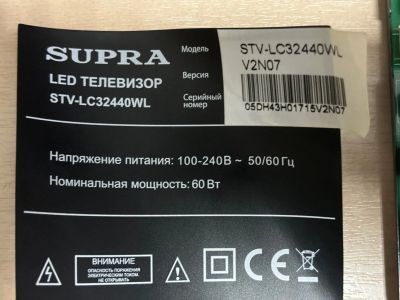 SUPRA
LED ТЕЛЕВИЗОР
STV-LC32440WL
Модель STV-LC32440WL
Версия V2N07
Серийный номер 05DH43H01715V2N07
Напряжение питания: 100-240В ~ 50/60 Гц
Номинальная мощность: 60 Вт
ВНИМАНИЕ
ОПАСНОСТЬ ПОРАЖЕНИЯ
ЭЛЕКТРИЧЕСКИМ ТОКОМ.
НЕ ОТКРЫВАТЬ
CE